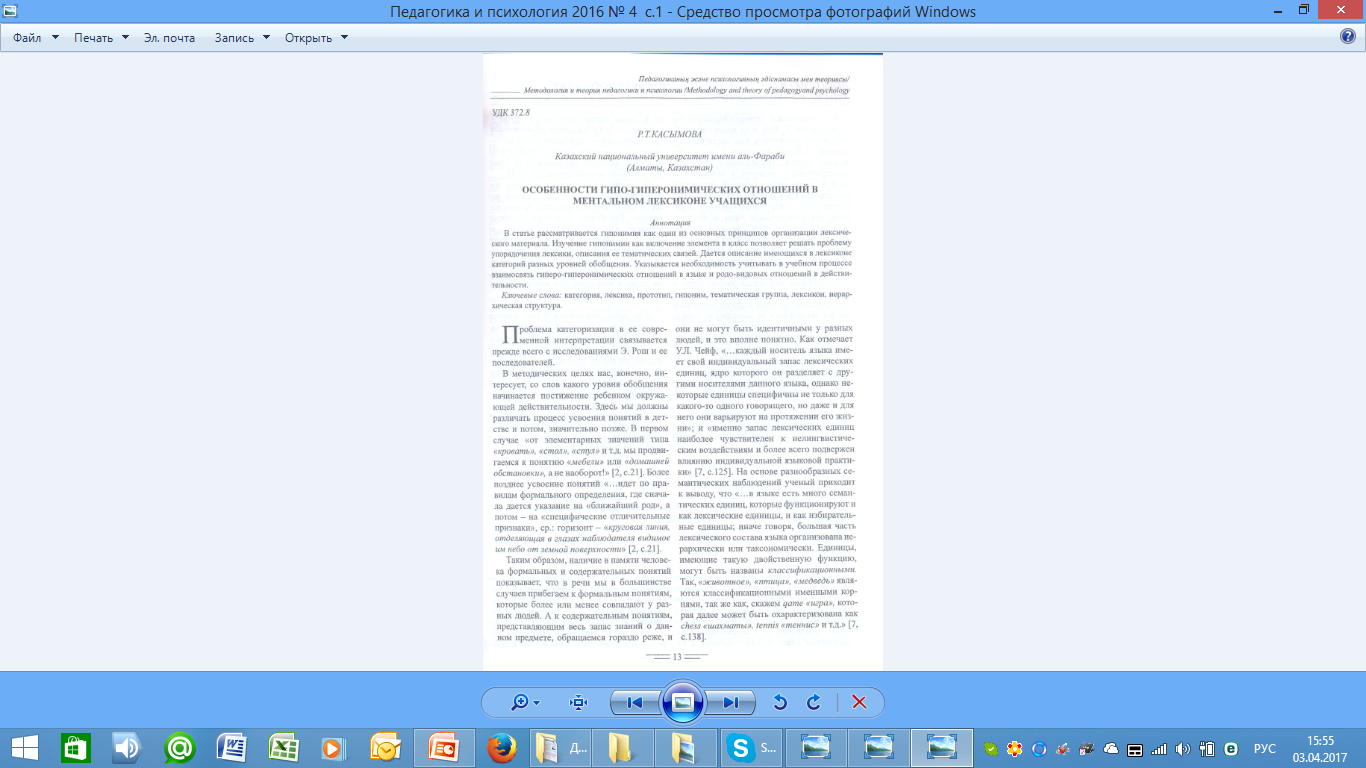 Педагогика и психология 2016 № 4 с.1 - Средство просмотра фотографий Windows
Файл Печать Эл. почта Запись Открыть
Педагогиканың және психологияның әдіснамасы мен теориясы/
Методология и теория педагогики и психологии /Methodology and theory of pedagogyand psychology
УДК 372.8
Р.Т.КАСЫМОВА
Казахский национальный университет имени аль-Фараби
(Алматы, Казахстан)
ОСОБЕННОСТИ ГИПО-ГИПЕРОНИМИЧЕСКИХ ОТНОШЕНИЙ В
МЕНТАЛЬНОМ ЛЕКСИКОНЕ УЧАЩИХСЯ
Аннотация
В статье рассматривается гипонимия как один из основных принципов организации лексиче-
ского материала. Изучение гипонимии как включение элемента в класс позволяет решать проблему
упорядочения лексики, описания ее тематических связей. Дается описание имеющихся в лексиконе
категорий разных уровней обобщения. Указывается необходимость учитывать в учебном процессе
взаимосвязь гиперо-гиперонимических отношений в языке и родо-видовых отношений в действи-
тельности.
Ключевые слова: категория, лексика, прототип, гипоним, тематическая группа, лексикон, иерар-
хическая структура.
Проблема категоризации в ее совре-
менной интерпретации связывается
прежде всего с исследованиями Э. Рош и ее
последователей.
В методических целях нас, конечно, ин-
тересует, со слов какого уровня обобщения
начинается постижение ребенком окружа-
ющей действительности. Здесь мы должны
различать процесс усвоения понятий в дет-
стве и потом, значительно позже. В первом
случае «от элементарных значений типа
«кровать», «стол», «стул» и т.д. мы продви-
гаемся к понятию «мебели» или «домашней
обстановки», а не наоборот!» [2, с.21]. Более
позднее усвоение понятий «…идет по пра-
вилам формального определения, где снача-
ла дается указание на «ближайший род», а
потом – на «специфические отличительные
признаки», ср.: горизонт – «круговая линия,
отделяющая в глазах наблюдателя видимое
им небо от земной поверхности» [2, с.21].
Таким образом, наличие в памяти челове-
ка формальных и содержательных понятий
показывает, что в речи мы в большинстве
случаев прибегаем к формальным понятиям,
которые более или менее совпадают у раз-
ных людей. А к содержательным понятиям,
представляющим весь запас знаний о дан-
ном предмете, обращаемся гораздо реже, и
они не могут быть идентичными у разных
людей, и это вполне понятно. Как отмечает
У.Л. Чейф, «…каждый носитель языка име-
ет свой индивидуальный запас лексических
единиц, ядро которого он разделяет с дру-
гими носителями данного языка, однако не-
которые единицы специфичны не только для
какого-то одного говорящего, но даже и для
него они варьируют на протяжении его жиз-
ни»; и «именно запас лексических единиц
наиболее чувствителен к нелингвистиче-
ским воздействиям и более всего подвержен
влиянию индивидуальной языковой практи-
ки» [7, с.125]. На основе разнообразных се-
мантических наблюдений ученый приходит
к выводу, что «…в языке есть много семан-
тических единиц, которые функционируют и
как лексические единицы, и как избиратель-
ные единицы; иначе говоря, большая часть
лексического состава языка организована ие-
рархически или таксономически. Единицы,
имеющие такую двойственную функцию,
могут быть названы классификационными.
Так, «животное», «птица», «медведь» явля-
ются классификационными именными кор-
нями, так же как, скажем qame «игра», кото-
рая далее может быть охарактеризована как
chess «шахматы», tennis «теннис» и т.д.» [7,
с.138].
13
Д...
S...
РУС
15:55
03.04.2017